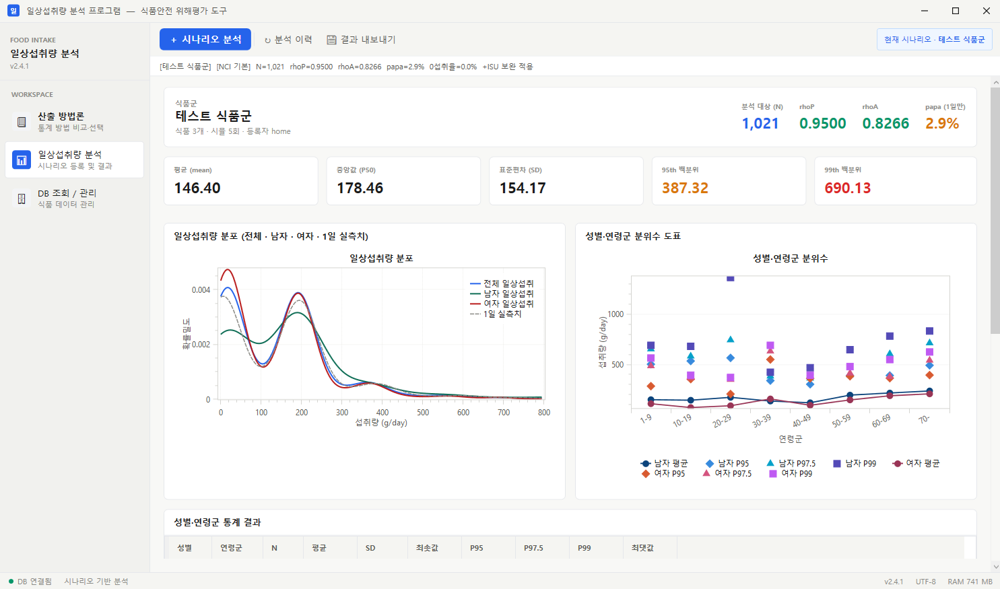 일 일상섭취량 분석 프로그램 — 식품안전 위해평가 도구
FOOD INTAKE
일상섭취량 분석
v2.4.1
WORKSPACE
산출 방법론
통계 방법 비교·선택
일상섭취량 분석
시나리오 등록 및 결과
DB 조회 / 관리
식품 데이터 관리
+ 시나리오 분석
↻ 분석 이력
결과 내보내기
현재 시나리오 · 테스트 식품군
[테스트 식품군] [NCI 기본] N=1,021 rhoP=0.9500 rhoA=0.8266 papa=2.9% 0섭취율=0.0% +ISU 보완 적용
식품군
테스트 식품군
식품 3개 · 시뮬 5회 · 등록자 home
분석 대상 (N) rhoP rhoA papa (1일만)
1,021 0.9500 0.8266 2.9%
평균 (mean)
146.40
중앙값 (P50)
178.46
표준편차 (SD)
154.17
95th 백분위
387.32
99th 백분위
690.13
일상섭취량 분포 (전체 · 남자 · 여자 · 1일 실측치)
일상섭취량 분포
전체 일상섭취
남자 일상섭취
여자 일상섭취
1일 실측치
확률밀도
0.004
0.002
0
0 100 200 300 400 500 600 700 800
섭취량 (g/day)
성별·연령군 분위수 도표
성별·연령군 분위수
섭취량 (g/day)
1000
500
1-9 10-19 20-29 30-39 40-49 50-59 60-69 70-
연령군
남자 평균 남자 P95 남자 P97.5 남자 P99 여자 평균
여자 P95 여자 P97.5 여자 P99
성별·연령군 통계 결과
성별 연령군 N 평균 SD 최솟값 P95 P97.5 P99 최댓값
DB 연결됨 시나리오 기반 분석
v2.4.1 UTF-8 RAM 741 MB